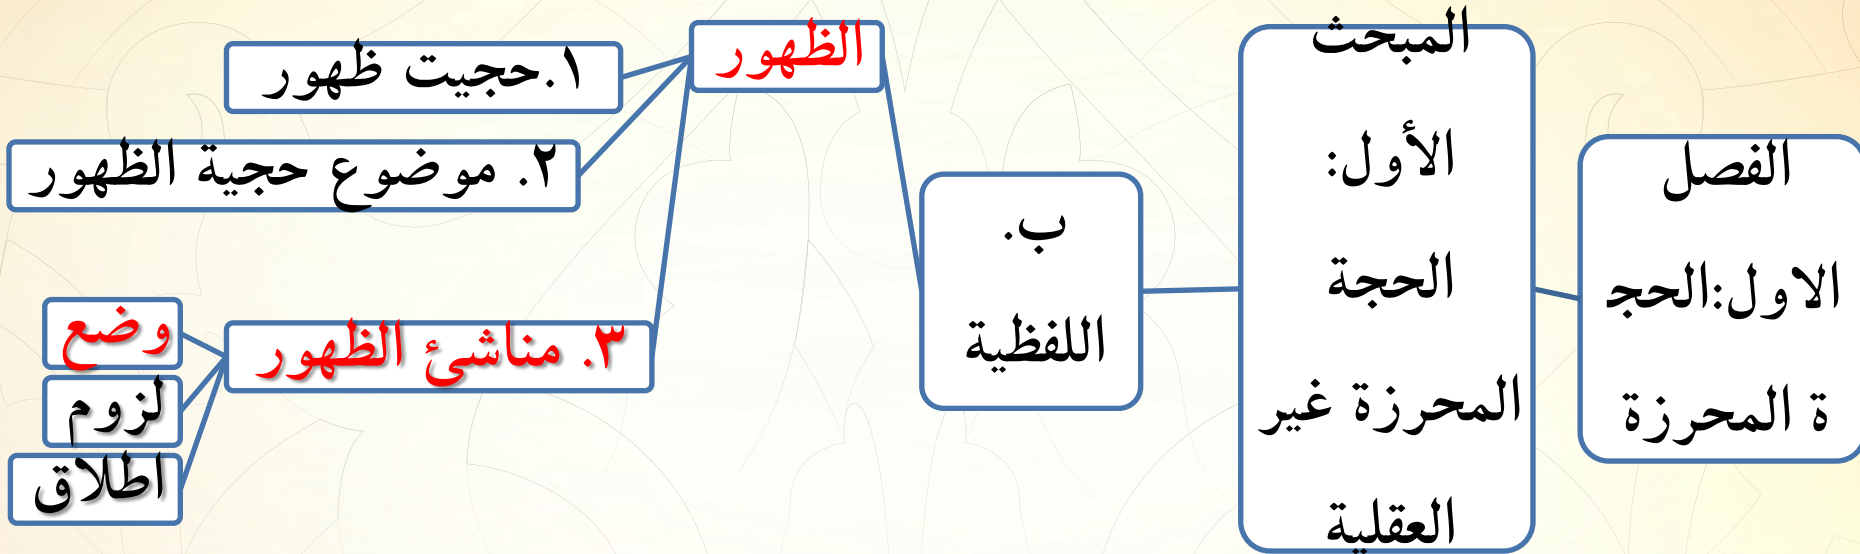 الفصل
الاول:الحج
ة المحرزة
المبحث
الأول:
الحجة
المحرزة غير
العقلية
ب.
اللفظية
الظهور
١.حجيت ظهور
٢. موضوع حجية الظهور
٣. مناشئ الظهور
وضع
لزوم
اطلاق